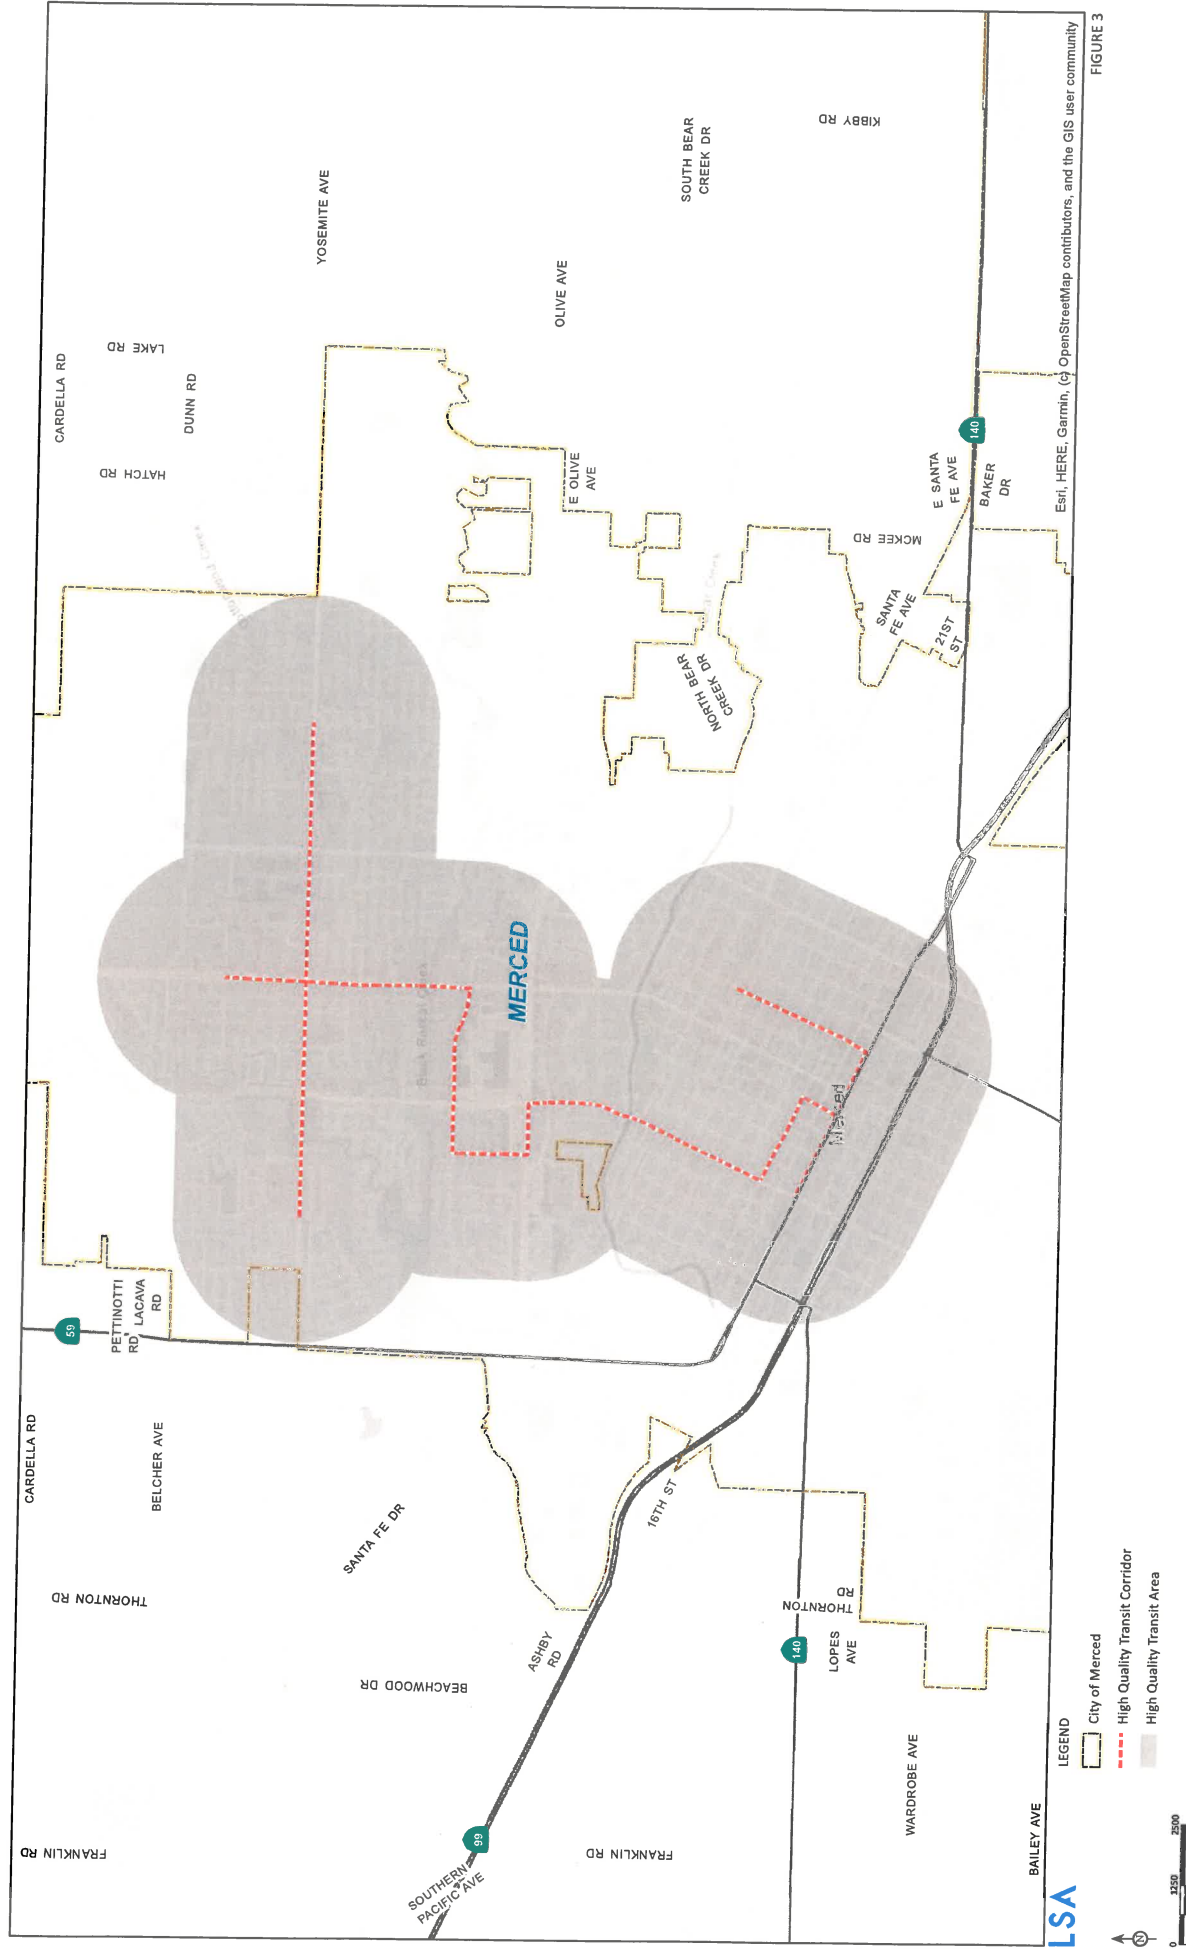 CARDELLA RD
CARDELLA RD
FRANKLIN RD
THORNTON RD
59
PETTINOTTI
RD
LACAVA
RD
BELCHER AVE
HATCH RD
LAKE RD
DUNN RD
YOSEMITE AVE
SANTA FE DR
BEACHWOOD DR
MERCED
E OLIVE
AVE
OLIVE AVE
SOUTHERN
PACIFIC AVE
99
ASHBY
RD
16TH ST
FRANKLIN RD
NORTH BEAR
CREEK DR
SOUTH BEAR
CREEK DR
KIBBY RD
MCKEE RD
SANTA
FE AVE
21ST
ST
E SANTA
FE AVE
140
BAKER
DR
Merced
140
THORNTON
RD
LOPES
AVE
WARDROBE AVE
BAILEY AVE
Esri, HERE, Garmin, (c) OpenStreetMap contributors, and the GIS user community
LSA
LEGEND
City of Merced
High Quality Transit Corridor
High Quality Transit Area
FIGURE 3
N
0 1250 2500